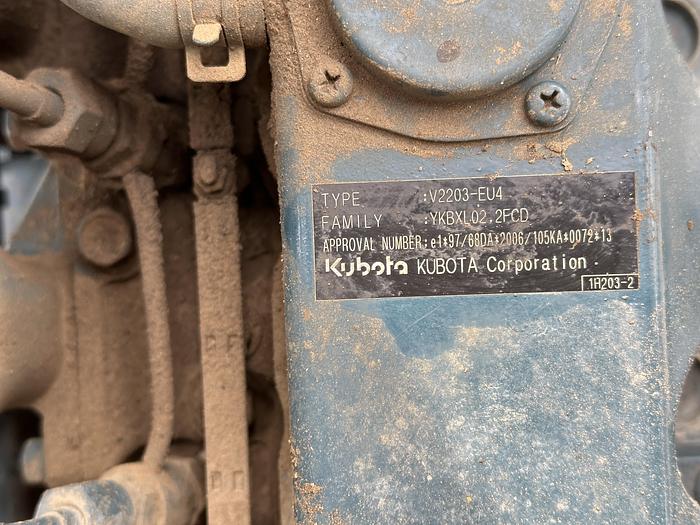 TYPE :V2203-EU4
FAMILY :YKBXL02.2FCD
APPROVAL NUMBER:e1*97/68DA*2006/105KA*0072*13
Kubota KUBOTA Corporation
1A203-2